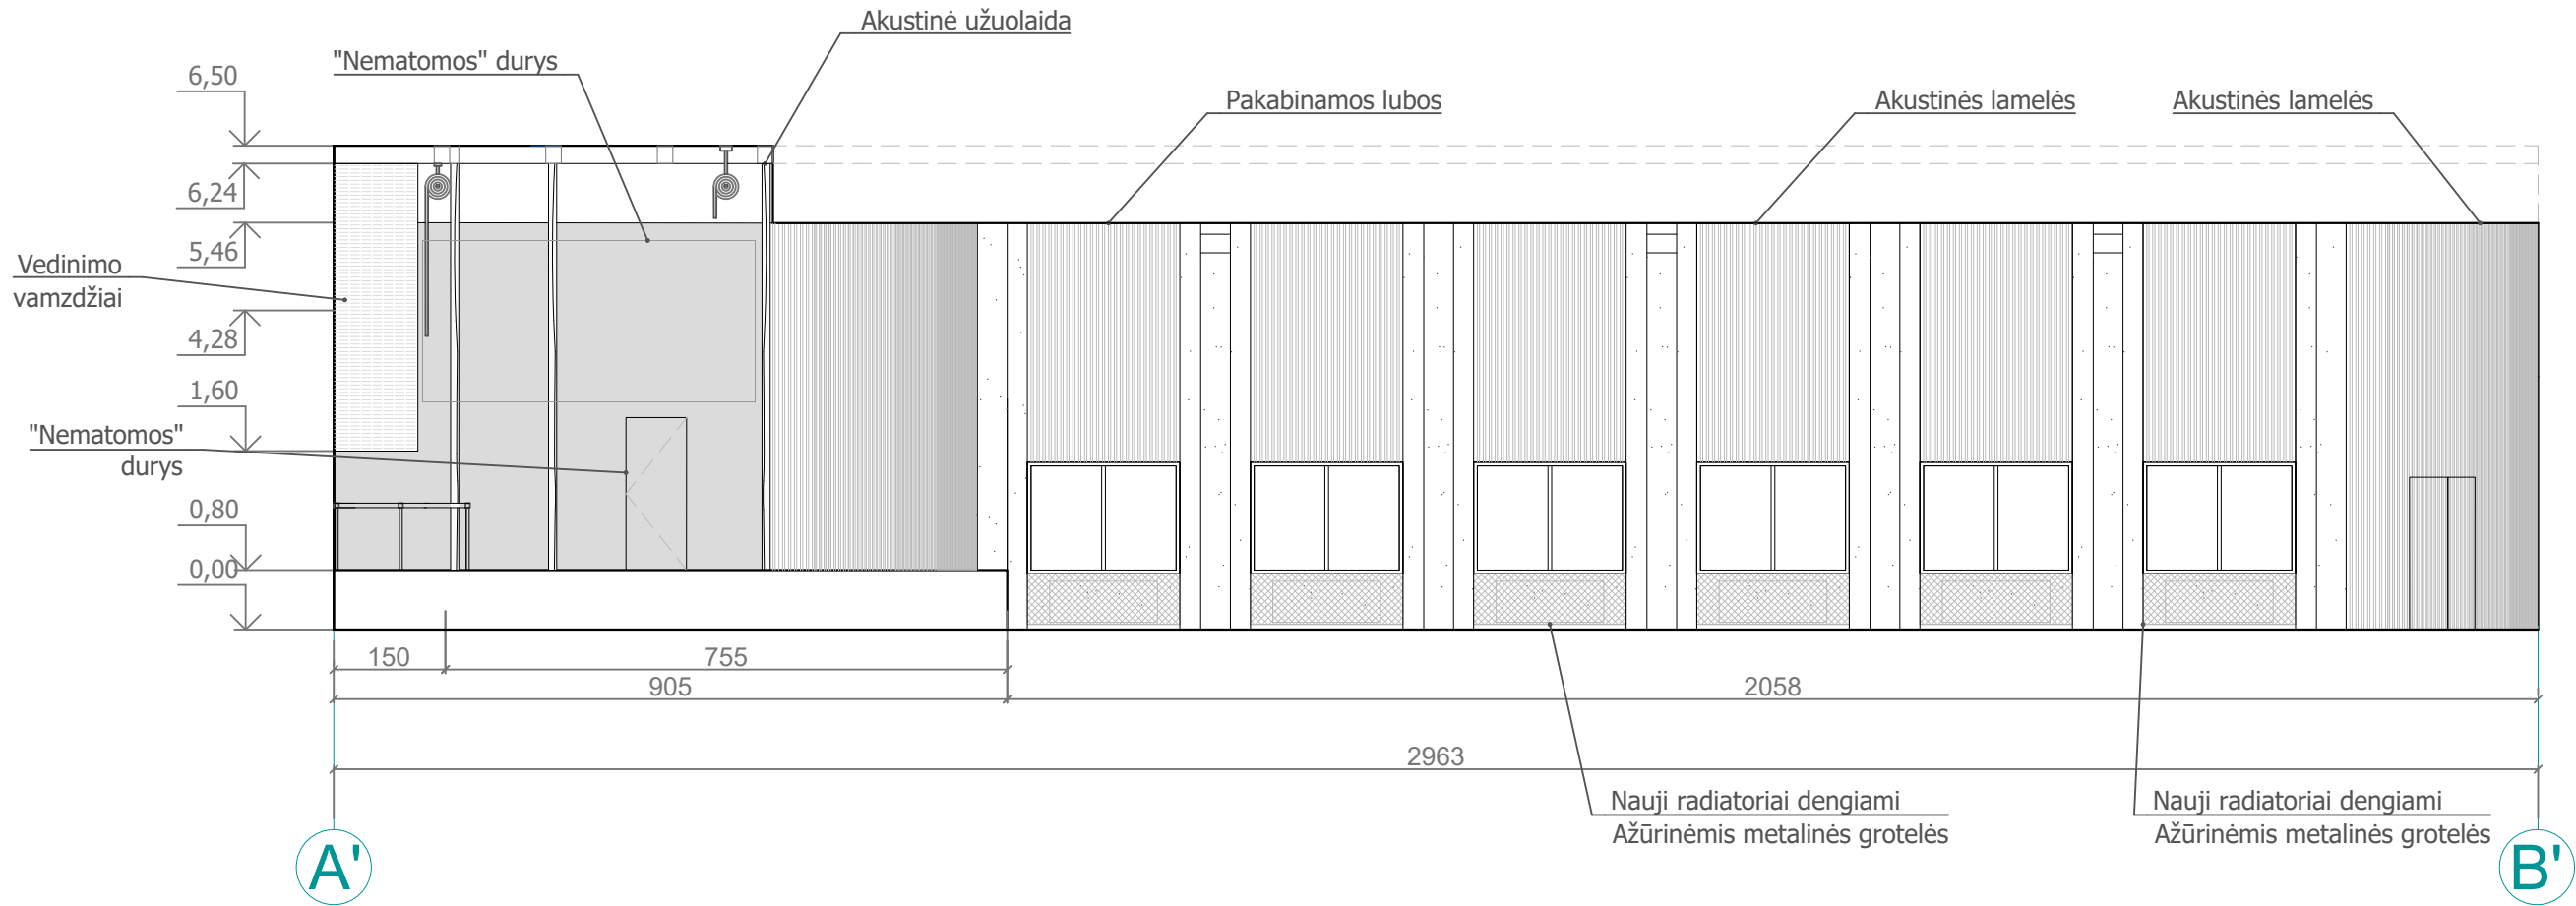 Akustinė užuolaida
"Nematomos" durys
6,50
Pakabinamos lubos
Akustinės lamelės
Akustinės lamelės
6,24
5,46
Vedinimo
vamzdžiai
4,28
1,60
"Nematomos"
durys
0,80
0,00
150
755
905
2058
2963
Nauji radiatoriai dengiami
Ažūrinėmis metalinės grotelės
Nauji radiatoriai dengiami
Ažūrinėmis metalinės grotelės
A'
B'